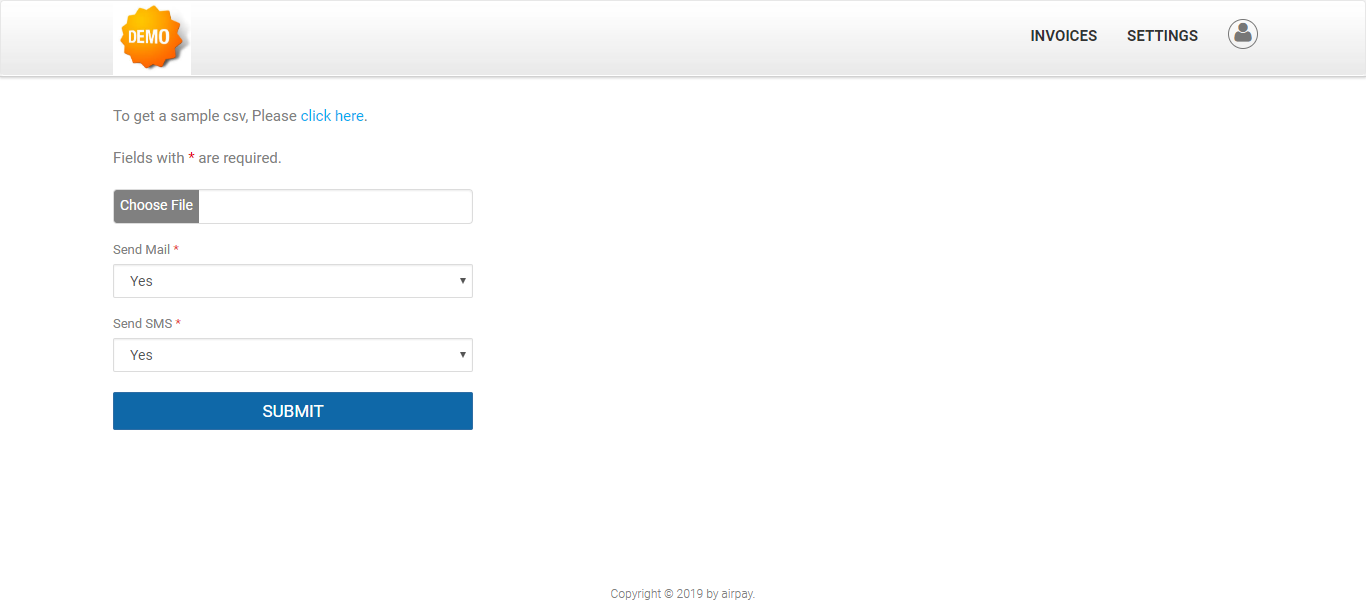 DEMO
INVOICES SETTINGS
To get a sample csv, Please click here.
Fields with * are required.
Choose File
Send Mail *
Yes
Send SMS *
Yes
SUBMIT
Copyright © 2019 by airpay.